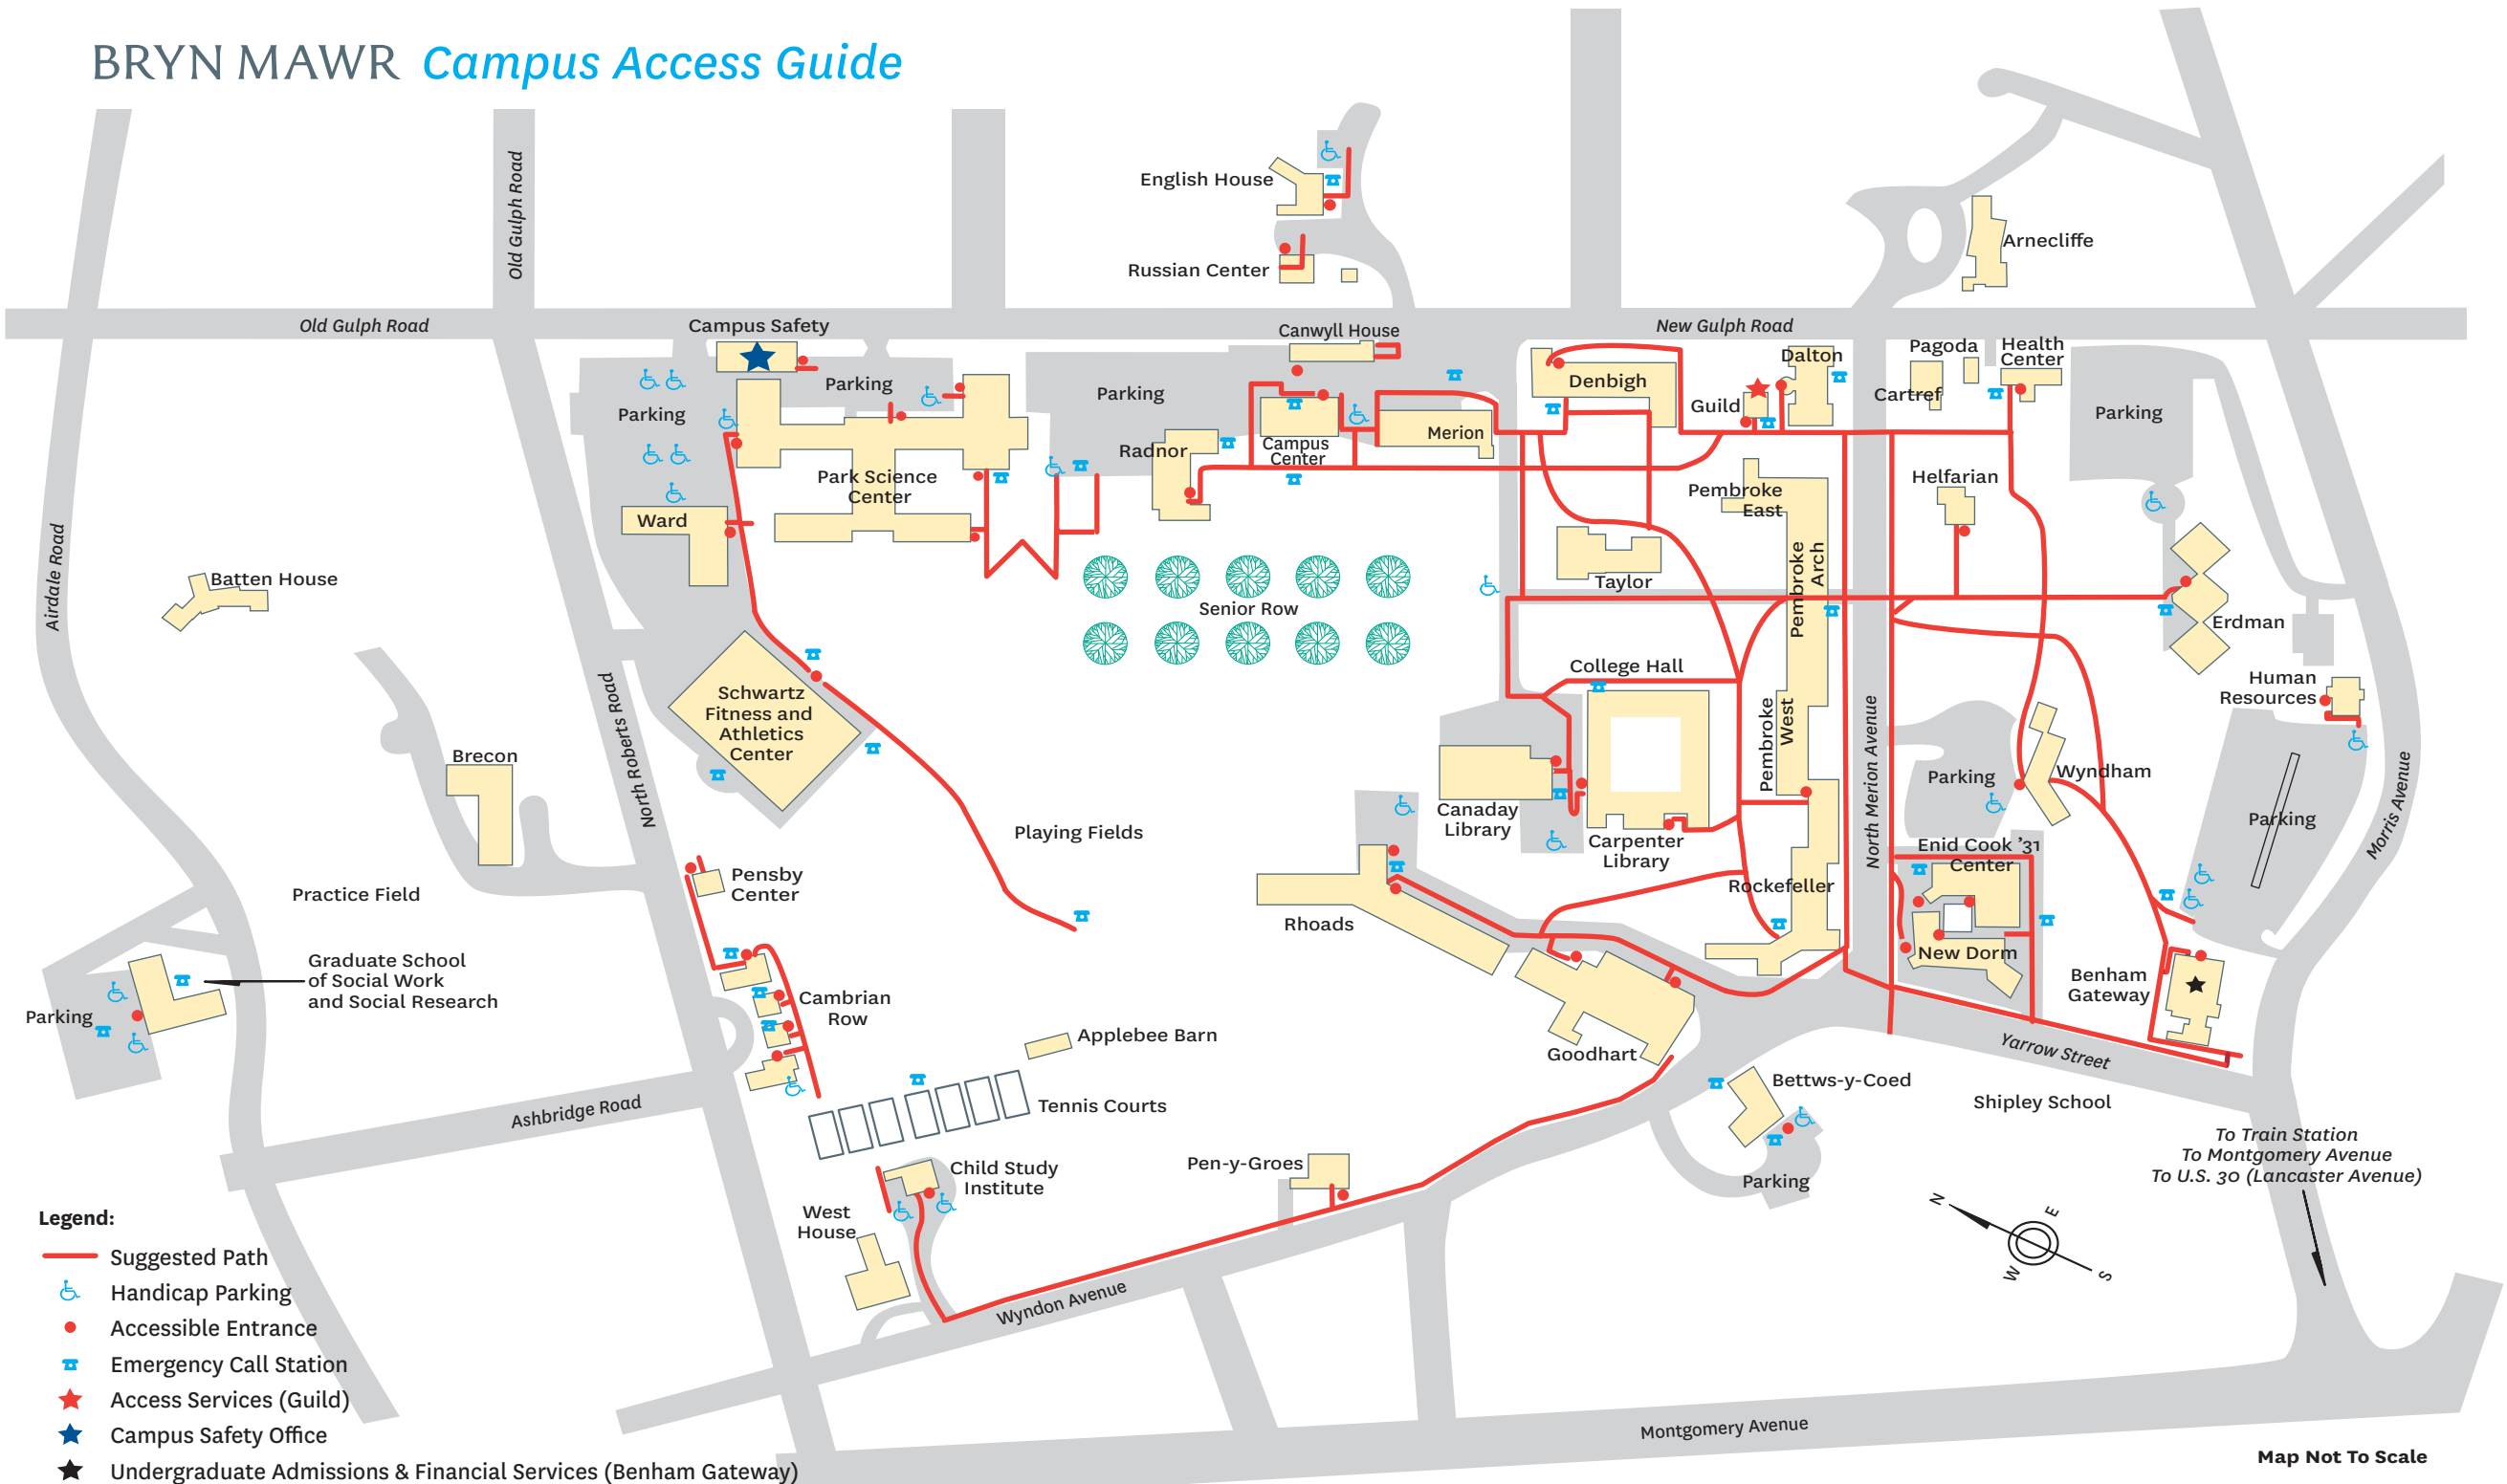 BRYN MAWR Campus Access Guide
Old Gulph Road
English House
Russian Center
Arnecliffe
Old Gulph Road
Campus Safety
Canwyll House
New Gulph Road
Dalton
Pagoda
Health
Center
Parking
Parking
Parking
Denbigh
Guild
Cartref
Parking
Radnor
Campus
Center
Merion
Park Science
Center
Ward
Pembroke
East
Helfarian
Airdale Road
Batten House
Senior Row
Taylor
Pembroke
Arch
Erdman
College Hall
Human
Resources
Schwartz
Fitness and
Athletics
Center
North Roberts Road
Brecon
Pembroke
West
North Merion Avenue
Parking
Wyndham
Morris Avenue
Playing Fields
Canaday
Library
Carpenter
Library
Parking
Enid Cook ’31
Center
Practice Field
Pensby
Center
Rhoads
Rockefeller
New Dorm
Graduate School
of Social Work
and Social Research
Parking
Cambrian
Row
Benham
Gateway
Applebee Barn
Goodhart
Yarrow Street
Ashbridge Road
Tennis Courts
Bettws-y-Coed
Shipley School
To Train Station
To Montgomery Avenue
To U.S. 30 (Lancaster Avenue)
Child Study
Institute
Pen-y-Groes
Parking
West
House
N
E
W
S
Wyndon Avenue
Montgomery Avenue
Legend:
Suggested Path
Handicap Parking
Accessible Entrance
Emergency Call Station
Access Services (Guild)
Campus Safety Office
Undergraduate Admissions & Financial Services (Benham Gateway)
Map Not To Scale